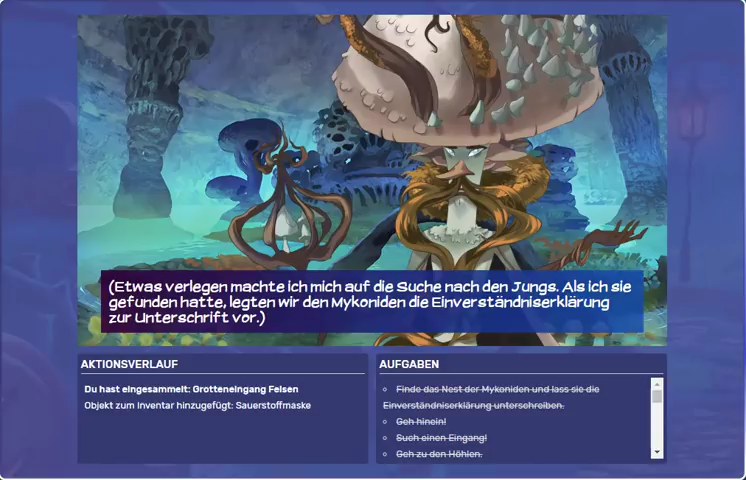 (Etwas verlegen machte ich mich auf die Suche nach den Jungs. Als ich sie
gefunden hatte, legten wir den Mykoniden die Einverständniserklärung
zur Unterschrift vor.)
AKTIONSVERLAUF
Du hast eingesammelt: Grotteneingang Felsen
Objekt zum Inventar hinzugefügt: Sauerstoffmaske
AUFGABEN
Finde das Nest der Mykoniden und lass sie die
Einverständniserklärung unterschreiben.
Geh hinein!
Such einen Eingang!
Geh zu den Höhlen.